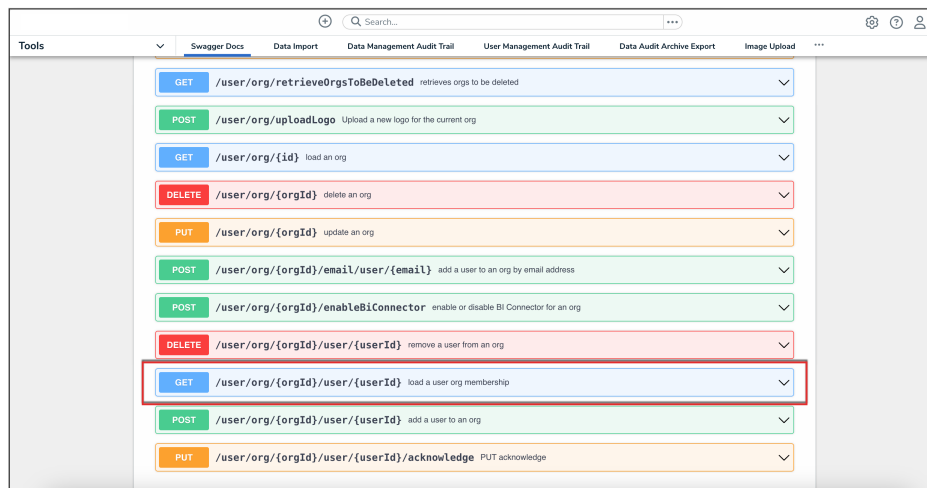 Search...
Tools
Swagger Docs Data Import Data Management Audit Trail User Management Audit Trail Data Audit Archive Export Image Upload
GET /user/org/retrieveOrgsToBeDeleted retrieves orgs to be deleted
POST /user/org/uploadLogo Upload a new logo for the current org
GET /user/org/{id} load an org
DELETE /user/org/{orgId} delete an org
PUT /user/org/{orgId} update an org
POST /user/org/{orgId}/email/user/{email} add a user to an org by email address
POST /user/org/{orgId}/enableBiConnector enable or disable BI Connector for an org
DELETE /user/org/{orgId}/user/{userId} remove a user from an org
GET /user/org/{orgId}/user/{userId} load a user org membership
POST /user/org/{orgId}/user/{userId} add a user to an org
PUT /user/org/{orgId}/user/{userId}/acknowledge PUT acknowledge